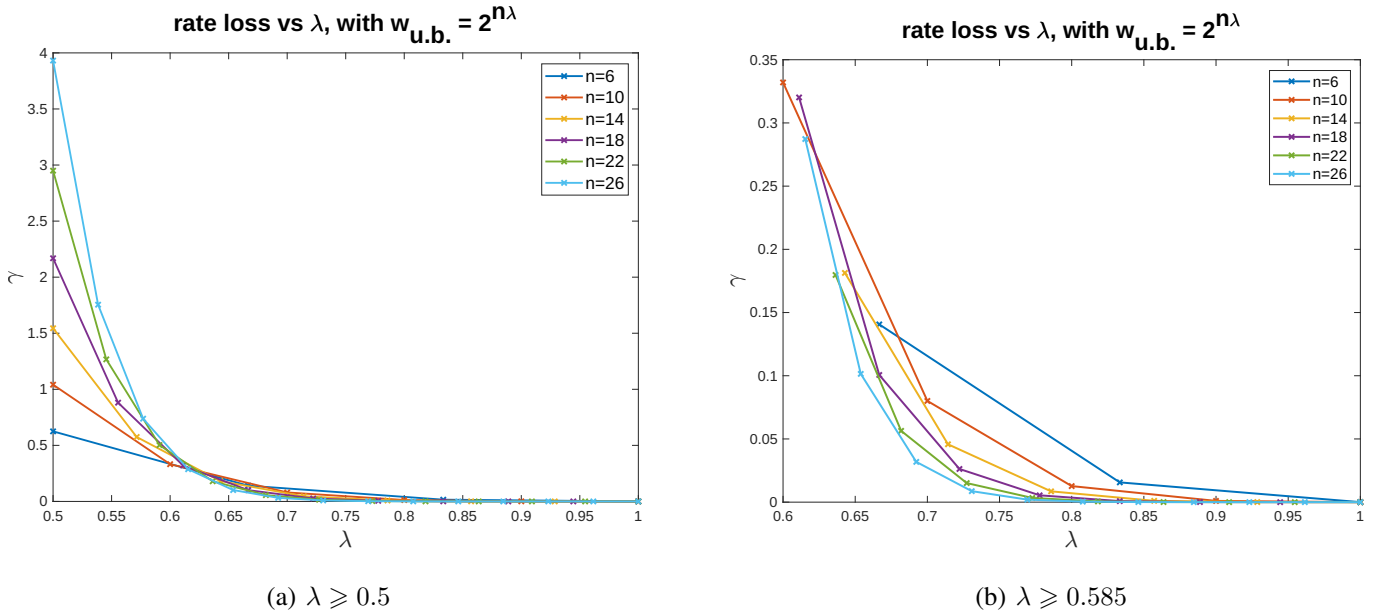 rate loss vs λ, with w_{u.b.} = 2^{nλ}
4
3.5
3
2.5
2
1.5
1
0.5
0
γ
n=6
n=10
n=14
n=18
n=22
n=26
0.5 0.55 0.6 0.65 0.7 0.75 0.8 0.85 0.9 0.95 1
λ
(a) λ ⩾ 0.5
rate loss vs λ, with w_{u.b.} = 2^{nλ}
0.35
0.3
0.25
0.2
0.15
0.1
0.05
0
γ
n=6
n=10
n=14
n=18
n=22
n=26
0.6 0.65 0.7 0.75 0.8 0.85 0.9 0.95 1
λ
(b) λ ⩾ 0.585